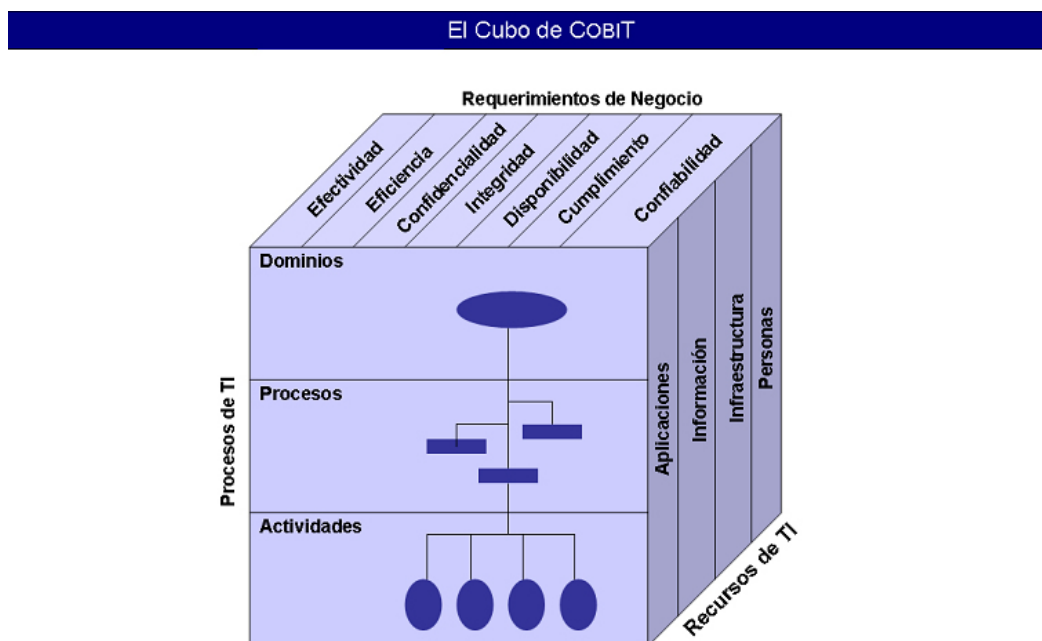 El Cubo de COBIT
Requerimientos de Negocio
Efectividad
Eficiencia
Confidencialidad
Integridad
Disponibilidad
Cumplimiento
Confiabilidad
Dominios
Procesos
Actividades
Procesos de TI
Aplicaciones
Información
Infraestructura
Personas
Recursos de TI